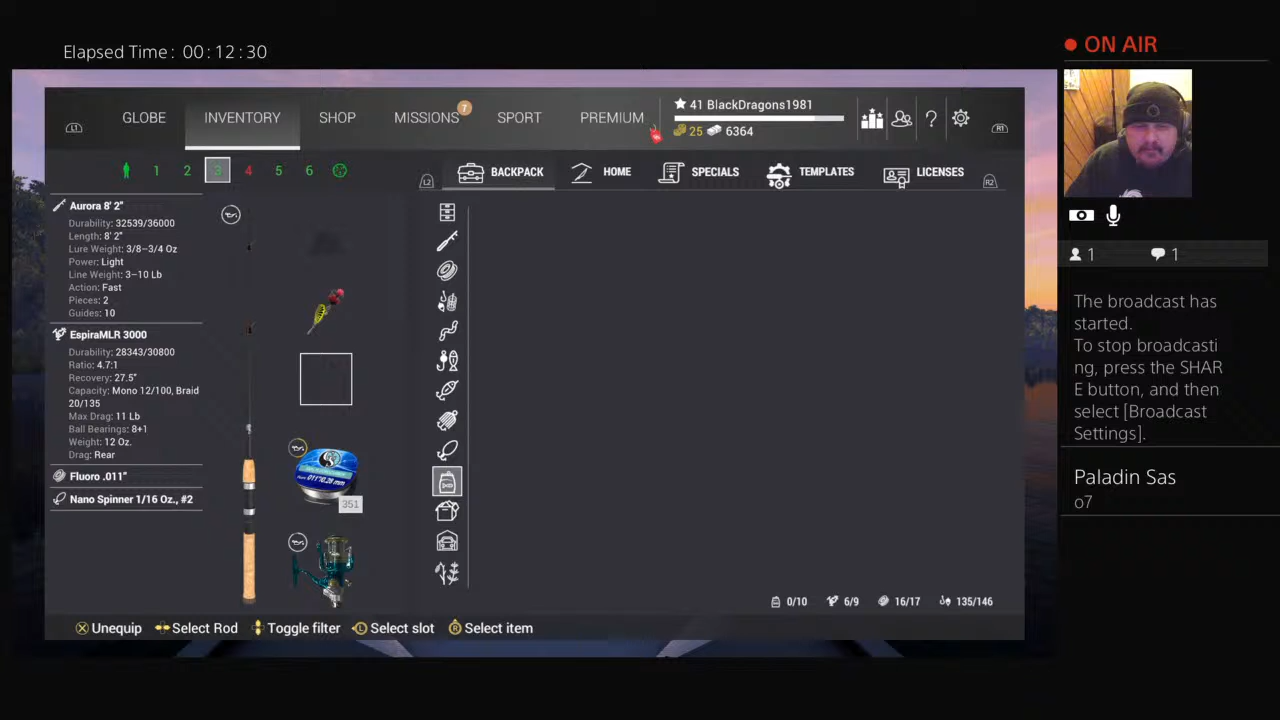 Elapsed Time: 00:12:30
ON AIR
GLOBE INVENTORY SHOP MISSIONS 7 SPORT PREMIUM
41 BlackDragons1981
25 6364
L1
R1
1 2 3 4 5 6
L2 BACKPACK HOME SPECIALS TEMPLATES LICENSES R2
Aurora 8' 2"
Durability: 32539/36000
Length: 8' 2"
Lure Weight: 3/8–3/4 Oz
Power: Light
Line Weight: 3–10 Lb
Action: Fast
Pieces: 2
Guides: 10
EspiraMLR 3000
Durability: 28343/30800
Ratio: 4.7:1
Recovery: 27.5"
Capacity: Mono 12/100, Braid
20/135
Max Drag: 11 Lb
Ball Bearings: 8+1
Weight: 12 Oz.
Drag: Rear
Fluoro .011"
Nano Spinner 1/16 Oz., #2
351
0/10 6/9 16/17 135/146
Unequip Select Rod Toggle filter L Select slot R Select item
1 1
The broadcast has
started.
To stop broadcasti
ng, press the SHAR
E button, and then
select [Broadcast
Settings].
Paladin Sas
o7